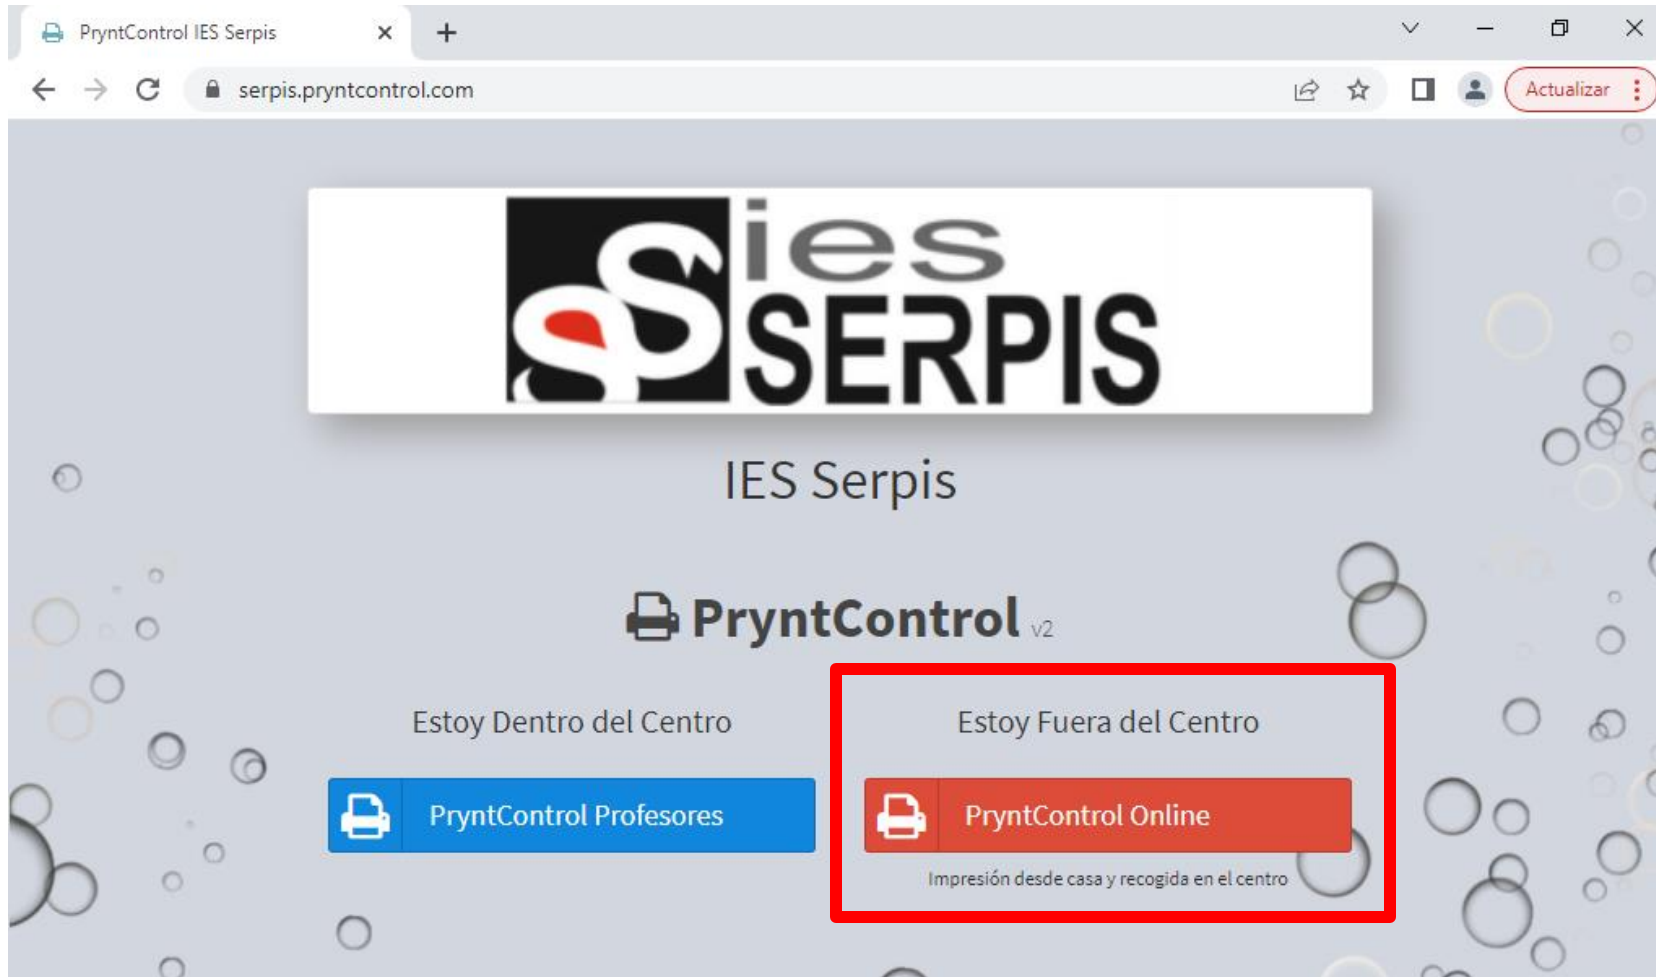 PryntControl IES Serpis
serpis.pryntcontrol.com
Actualizar
ies
SERPIS
IES Serpis
PryntControl v2
Estoy Dentro del Centro
PryntControl Profesores
Estoy Fuera del Centro
PryntControl Online
Impresión desde casa y recogida en el centro